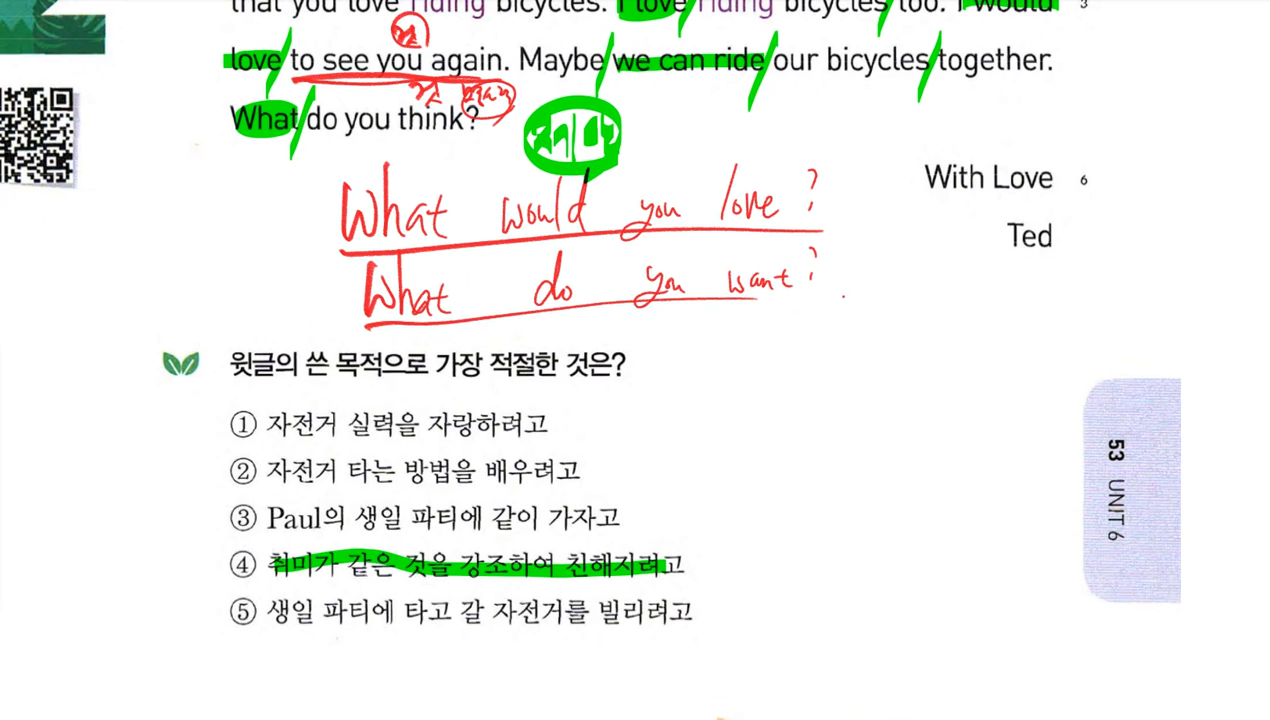 that you love riding bicycles. I love riding bicycles too. I would 3
것
love to see you again. Maybe we can ride our bicycles together.
것
What do you think?
With Love 6
What would you love?
Ted
What do you want?
윗글의 쓴 목적으로 가장 적절한 것은?
① 자전거 실력을 자랑하려고
② 자전거 타는 방법을 배우려고
③ Paul의 생일 파티에 같이 가자고
④ 취미가 같은 것을 강조하여 친해지려고
⑤ 생일 파티에 타고 갈 자전거를 빌리려고
53 UNIT 6